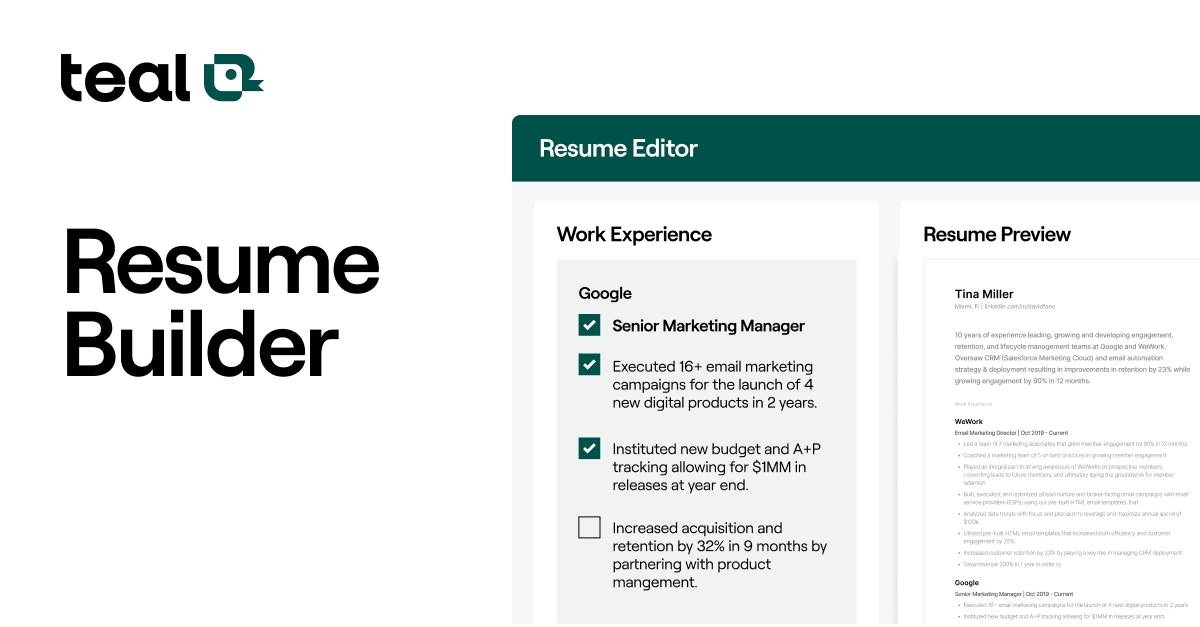 teal
Resume
Builder
Resume Editor
Work Experience
Google
Senior Marketing Manager
Executed 16+ email marketing
campaigns for the launch of 4
new digital products in 2 years.
Instituted new budget and A+P
tracking allowing for $1MM in
releases at year end.
Increased acquisition and
retention by 32% in 9 months by
partnering with product
mangement.
Resume Preview
Tina Miller
Miami, Fl | linkedin.com/in/davidfano
10 years of experience leading, growing and developing engagement,
retention, and lifecycle management teams at Google and WeWork.
Oversaw CRM (Salesforce Marketing Cloud) and email automation
strategy & deployment resulting in improvements in retention by 23% while
growing engagement by 90% in 12 months.
Work Experience
WeWork
Email Marketing Director | Oct 2019 - Current
• Led a team of 7 marketing associates that grew member engagement by 90% in 12 months.
• Coached a marketing team of 5 on best practices in growing member engagement.
• Played an integral part in driving awareness of WeWorks to prospective members,
converting leads to future members, and ultimately laying the groundwork for member
retention.
• Built, executed, and optimized all lead nurture and broker-facing email campaigns with email
service providers (ESPs) using our pre-built HTML email templates, that
• Analyzed data trends with focus and precision to leverage and maximize annual spend of
$120k.
• Utilized pre-built HTML email templates that increased both efficiency and customer
engagement by 25%.
• Increased customer retention by 23% by playing a key role in managing CRM deployment.
• Grew revenue 200% in 1 year in order to
Google
Senior Marketing Manager | Oct 2019 - Current
• Executed 16+ email marketing campaigns for the launch of 4 new digital products in 2 years.
• Instituted new budget and A+P tracking allowing for $1MM in releases at year end.